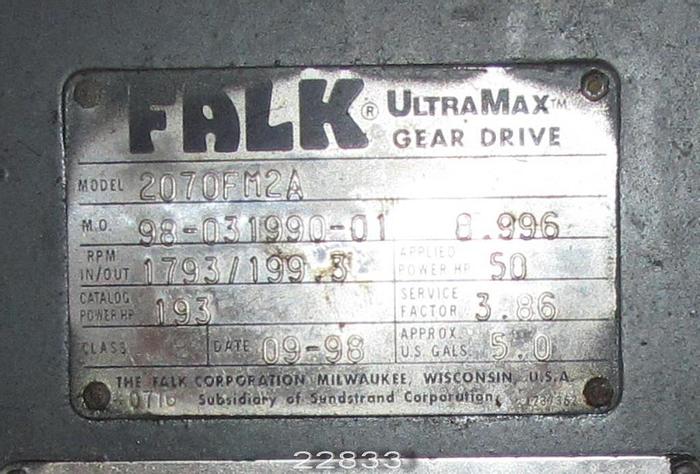 FALK® ULTRAMAX™
GEAR DRIVE
MODEL 2070FM2A
M.O. 98-031990-01 8.996
RPM IN/OUT 1793/199.3 APPLIED POWER HP 50
CATALOG POWER HP 193 SERVICE FACTOR 3.86
CLASS DATE 09-98 APPROX U.S. GALS. 5.0
THE FALK CORPORATION MILWAUKEE, WISCONSIN, U.S.A.
Subsidiary of Sundstrand Corporation
22833